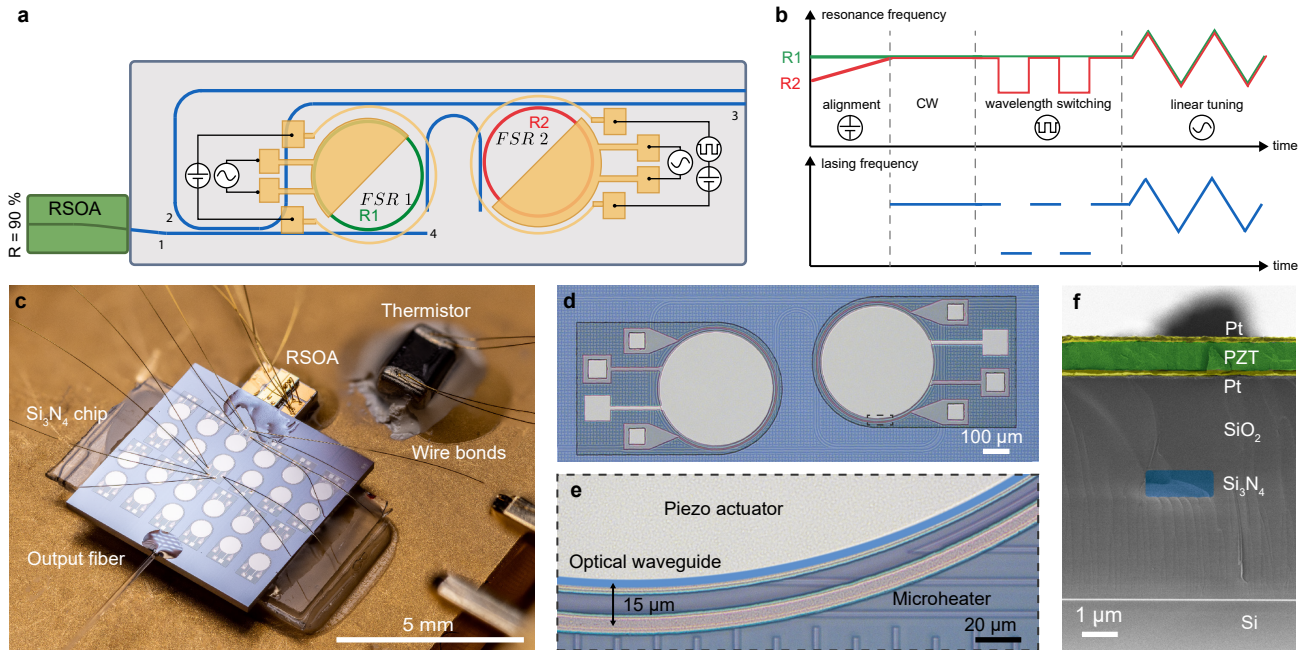 a
R = 90 %
RSOA
1
2
3
4
FSR 1
R1
R2
FSR 2
b
resonance frequency
R1
R2
alignment
CW
wavelength switching
linear tuning
time
lasing frequency
time
c
Thermistor
RSOA
Si₃N₄ chip
Wire bonds
Output fiber
5 mm
d
100 µm
e
Piezo actuator
Optical waveguide
15 µm
Microheater
20 µm
f
Pt
PZT
Pt
SiO₂
Si₃N₄
1 µm
Si